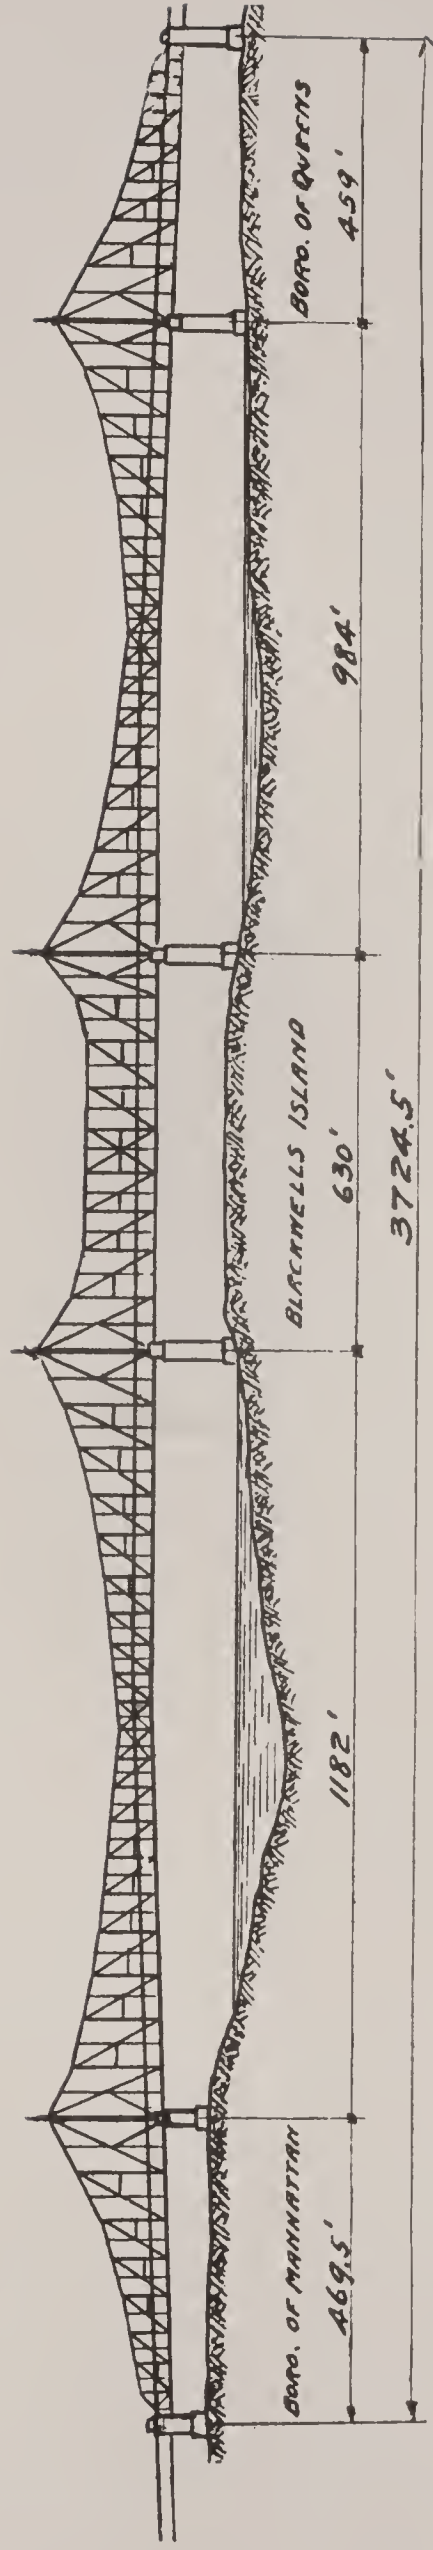 BORO. OF MANHATTAN
469.5'
1182'
BLACKWELLS ISLAND
630'
984'
BORO. OF QUEENS
459'
3724.5'